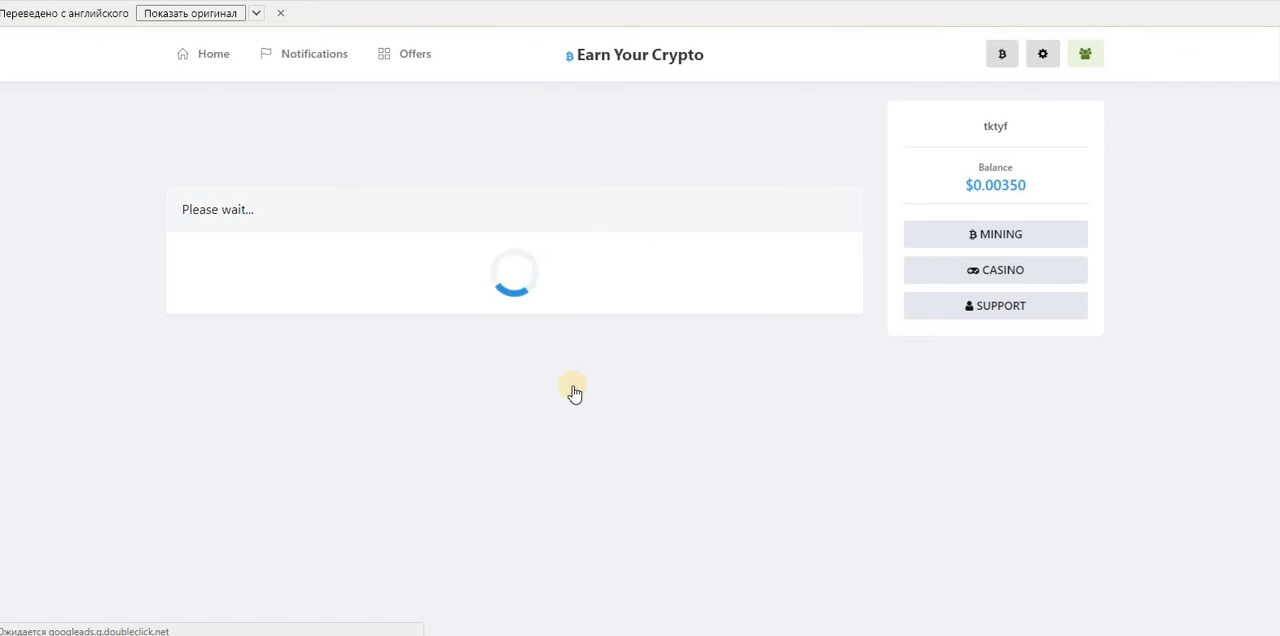 Переведено с английского Показать оригинал
Home Notifications Offers Earn Your Crypto
tktyf
Balance
$0.00350
Please wait...
MINING
CASINO
SUPPORT
Ожидается googleads.g.doubleclick.net